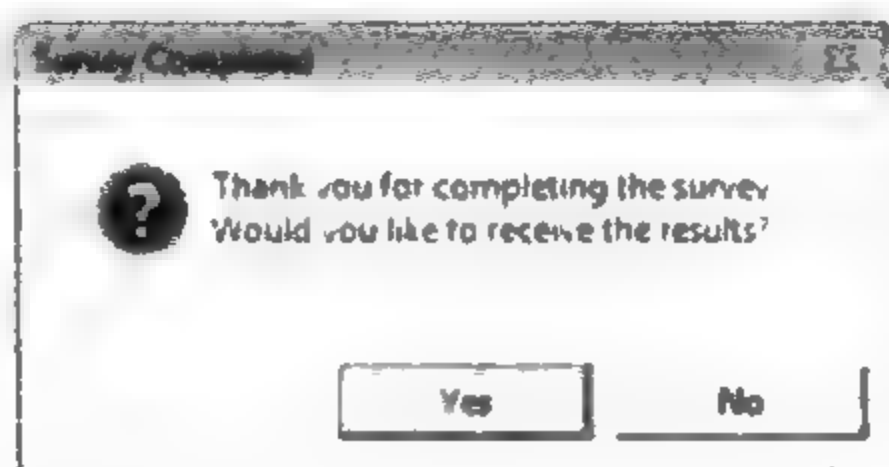 Survey Completed
Thank you for completing the survey
Would you like to receive the results?
Yes
No